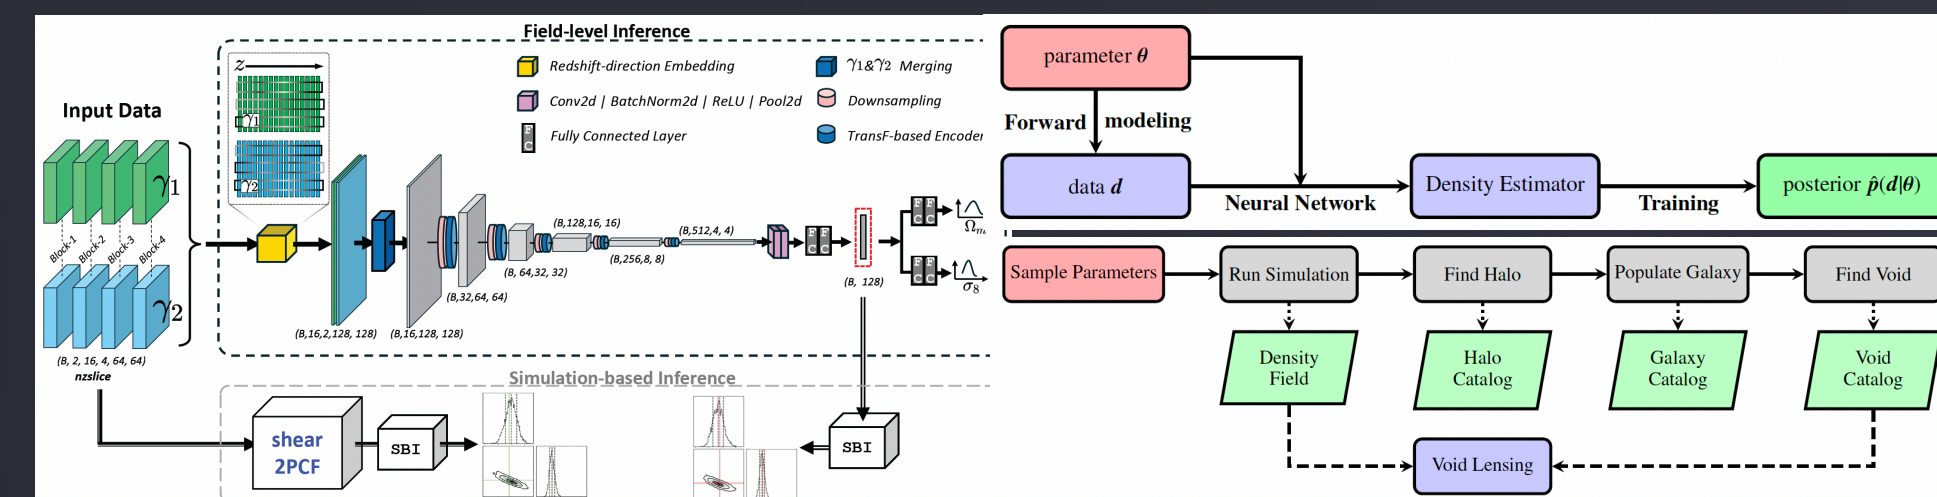 Field-level Inference
Redshift-direction Embedding
Conv2d | BatchNorm2d | ReLU | Pool2d
Fully Connected Layer
γ1&γ2 Merging
Downsampling
TransF-based Encoder
z
γ1
γ2
Input Data
γ1
Block-1
Block-2
Block-3
Block-4
γ2
(B, 2, 16, 4, 64, 64)
nzslice
(B,16,2,128, 128)
(B,16,128, 128)
(B,32,64, 64)
(B, 64,32, 32)
(B,128,16, 16)
(B,256,8, 8)
(B,512,4, 4)
(B, 128)
F C
F C
F C
F C
F C
F C
F C
Ωm
σ8
Simulation-based Inference
shear
2PCF
SBI
SBI
parameter θ
Forward modeling
data d
Neural Network
Density Estimator
Training
posterior p̂(d|θ)
Sample Parameters
Run Simulation
Find Halo
Populate Galaxy
Find Void
Density
Field
Halo
Catalog
Galaxy
Catalog
Void
Catalog
Void Lensing